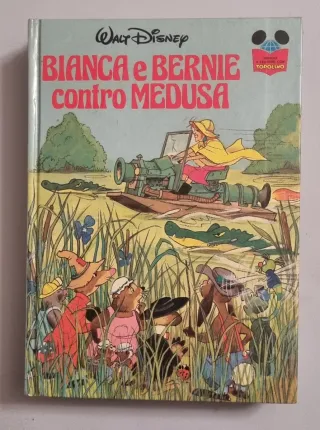 WALT DISNEY
BIANCA e BERNIE
contro MEDUSA
TOPOLINO